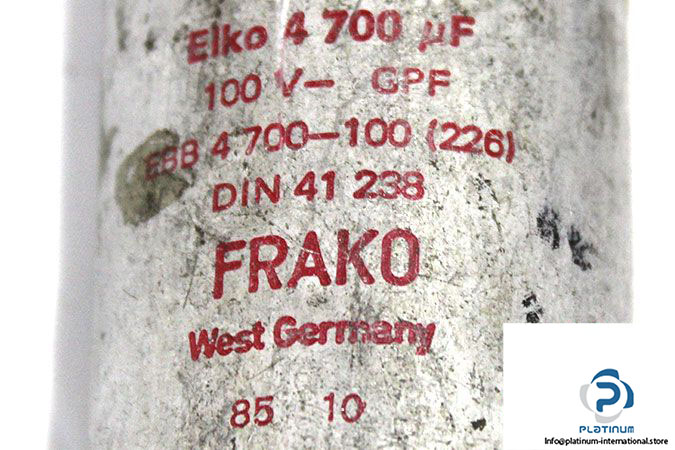 Elko 4 700 µF
100 V– GPF
EBB 4 700–100 (226)
DIN 41 238
FRAKO
West Germany
85 10
PLATINUM
Info@platinum-international.store